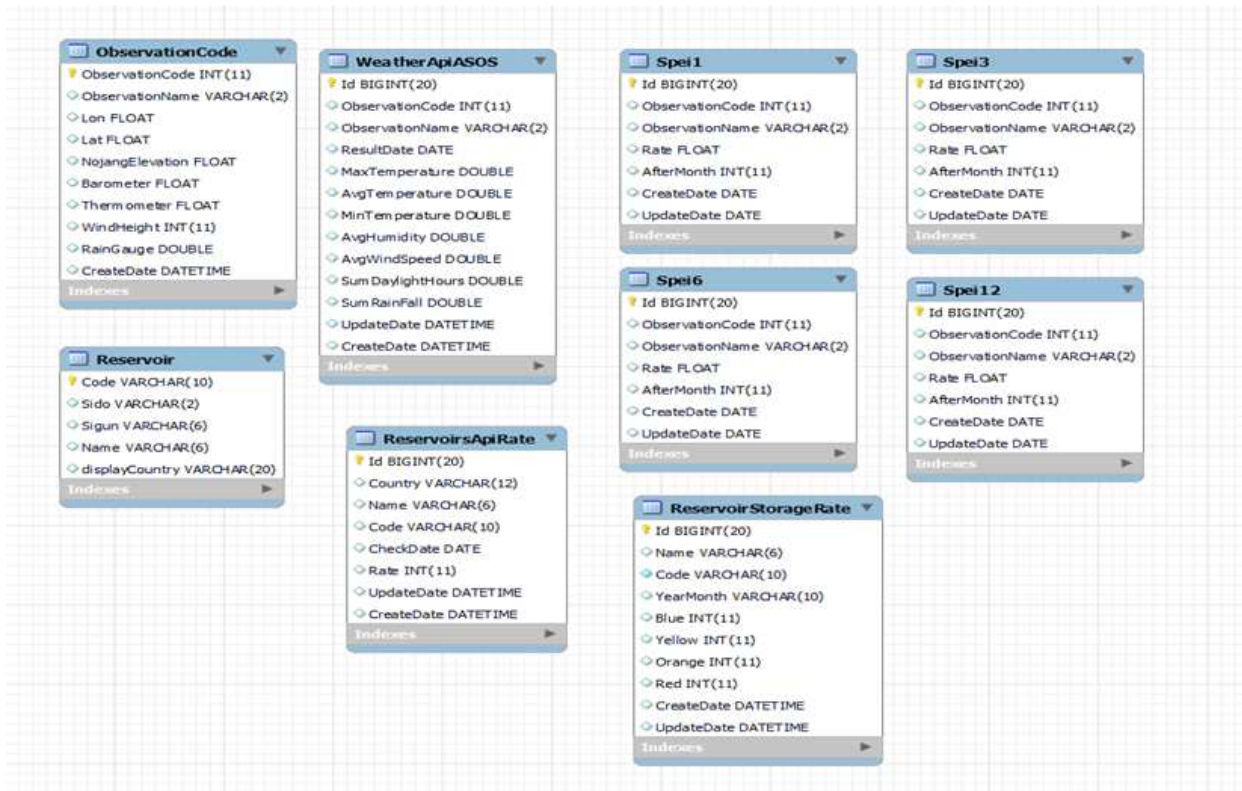 ObservationCode
ObservationCode INT(11)
ObservationName VARCHAR(2)
Lon FLOAT
Lat FLOAT
NojangElevation FLOAT
Barometer FLOAT
Thermometer FLOAT
WindHeight INT(11)
RainGauge DOUBLE
CreateDate DATETIME
Indexes
WeatherApiASOS
Id BIGINT(20)
ObservationCode INT(11)
ObservationName VARCHAR(2)
ResultDate DATE
MaxTemperature DOUBLE
AvgTemperature DOUBLE
MinTemperature DOUBLE
AvgHumidity DOUBLE
AvgWindSpeed DOUBLE
SumDaylightHours DOUBLE
SumRainFall DOUBLE
UpdateDate DATETIME
CreateDate DATETIME
Indexes
Spei1
Id BIGINT(20)
ObservationCode INT(11)
ObservationName VARCHAR(2)
Rate FLOAT
AfterMonth INT(11)
CreateDate DATE
UpdateDate DATE
Indexes
Spei3
Id BIGINT(20)
ObservationCode INT(11)
ObservationName VARCHAR(2)
Rate FLOAT
AfterMonth INT(11)
CreateDate DATE
UpdateDate DATE
Indexes
Spei6
Id BIGINT(20)
ObservationCode INT(11)
ObservationName VARCHAR(2)
Rate FLOAT
AfterMonth INT(11)
CreateDate DATE
UpdateDate DATE
Indexes
Spei12
Id BIGINT(20)
ObservationCode INT(11)
ObservationName VARCHAR(2)
Rate FLOAT
AfterMonth INT(11)
CreateDate DATE
UpdateDate DATE
Indexes
Reservoir
Code VARCHAR(10)
Sido VARCHAR(2)
Sigun VARCHAR(6)
Name VARCHAR(6)
displayCountry VARCHAR(20)
Indexes
ReservoirsApiRate
Id BIGINT(20)
Country VARCHAR(12)
Name VARCHAR(6)
Code VARCHAR(10)
CheckDate DATE
Rate INT(11)
UpdateDate DATETIME
CreateDate DATETIME
Indexes
ReservoirStorageRate
Id BIGINT(20)
Name VARCHAR(6)
Code VARCHAR(10)
YearMonth VARCHAR(10)
Blue INT(11)
Yellow INT(11)
Orange INT(11)
Red INT(11)
CreateDate DATETIME
UpdateDate DATETIME
Indexes